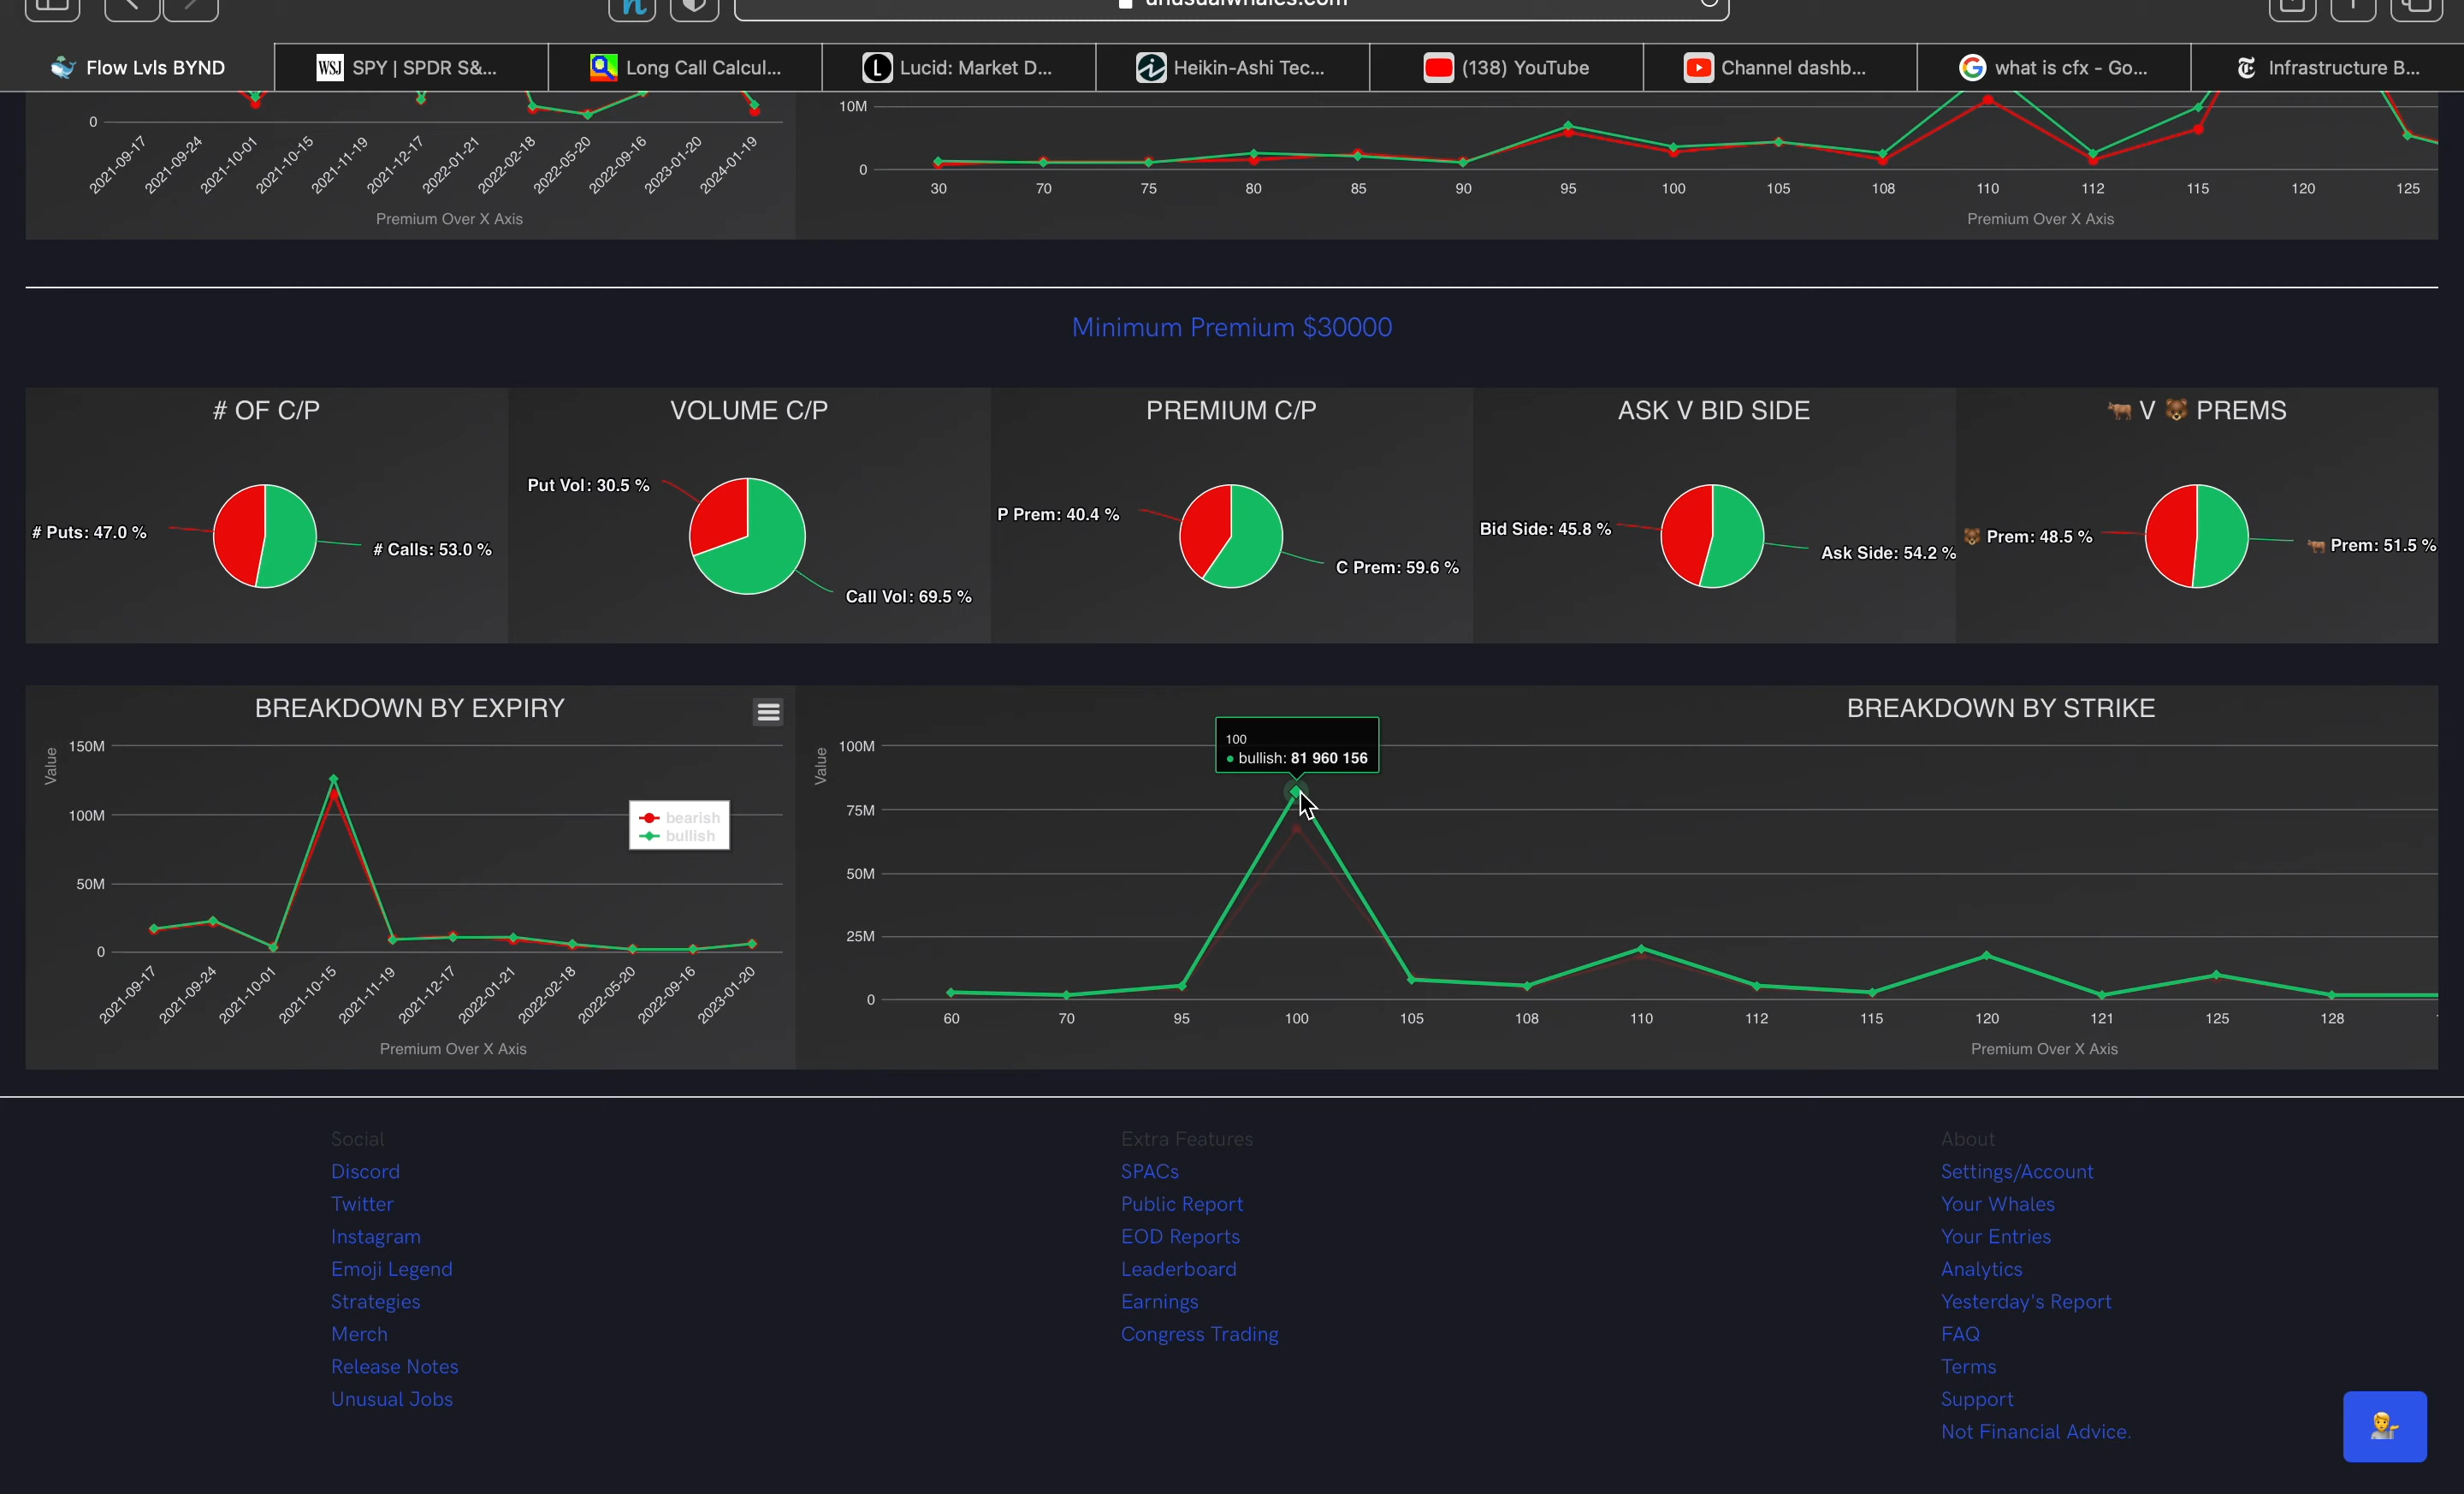 unusualwhales.com
Flow Lvls BYND
WSJ SPY | SPDR S&...
Long Call Calcul...
L Lucid: Market D...
Heikin-Ashi Tec...
(138) YouTube
Channel dashb...
what is cfx - Go...
Infrastructure B...
0
2021-09-17 2021-09-24 2021-10-01 2021-10-15 2021-11-19 2021-12-17 2022-01-21 2022-02-18 2022-05-20 2022-09-16 2023-01-20 2024-01-19
Premium Over X Axis
10M
0
30 70 75 80 85 90 95 100 105 108 110 112 115 120 125
Premium Over X Axis
Minimum Premium $30000
# OF C/P
# Puts: 47.0 %
# Calls: 53.0 %
VOLUME C/P
Put Vol: 30.5 %
Call Vol: 69.5 %
PREMIUM C/P
P Prem: 40.4 %
C Prem: 59.6 %
ASK V BID SIDE
Bid Side: 45.8 %
Ask Side: 54.2 %
🐂 V 🐻 PREMS
🐻 Prem: 48.5 %
🐂 Prem: 51.5 %
BREAKDOWN BY EXPIRY
Value
150M
100M
50M
0
bearish
bullish
2021-09-17 2021-09-24 2021-10-01 2021-10-15 2021-11-19 2021-12-17 2022-01-21 2022-02-18 2022-05-20 2022-09-16 2023-01-20
Premium Over X Axis
BREAKDOWN BY STRIKE
Value
100M
75M
50M
25M
0
100
bullish: 81 960 156
60 70 95 100 105 108 110 112 115 120 121 125 128
Premium Over X Axis
Social
Discord
Twitter
Instagram
Emoji Legend
Strategies
Merch
Release Notes
Unusual Jobs
Extra Features
SPACs
Public Report
EOD Reports
Leaderboard
Earnings
Congress Trading
About
Settings/Account
Your Whales
Your Entries
Analytics
Yesterday's Report
FAQ
Terms
Support
Not Financial Advice.